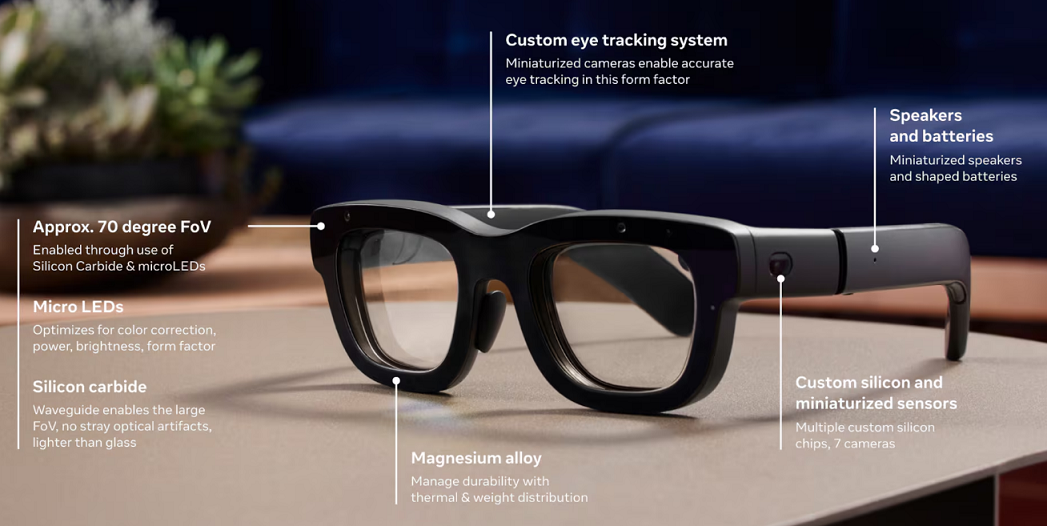 Custom eye tracking system
Miniaturized cameras enable accurate
eye tracking in this form factor
Speakers
and batteries
Miniaturized speakers
and shaped batteries
Approx. 70 degree FoV
Enabled through use of
Silicon Carbide & microLEDs
Micro LEDs
Optimizes for color correction,
power, brightness, form factor
Silicon carbide
Waveguide enables the large
FoV, no stray optical artifacts,
lighter than glass
Magnesium alloy
Manage durability with
thermal & weight distribution
Custom silicon and
miniaturized sensors
Multiple custom silicon
chips, 7 cameras